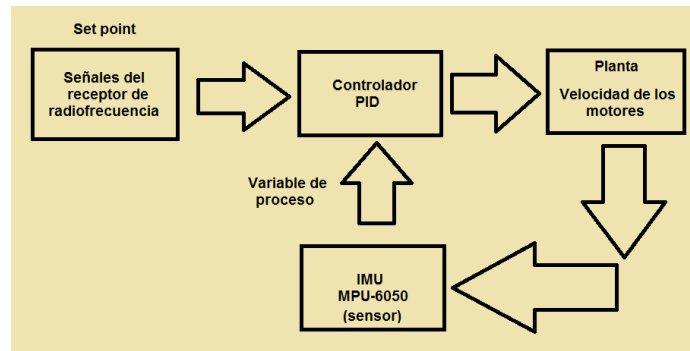 Set point
Señales del
receptor de
radiofrecuencia
Controlador
PID
Planta
Velocidad de los
motores
Variable de
proceso
IMU
MPU-6050
(sensor)